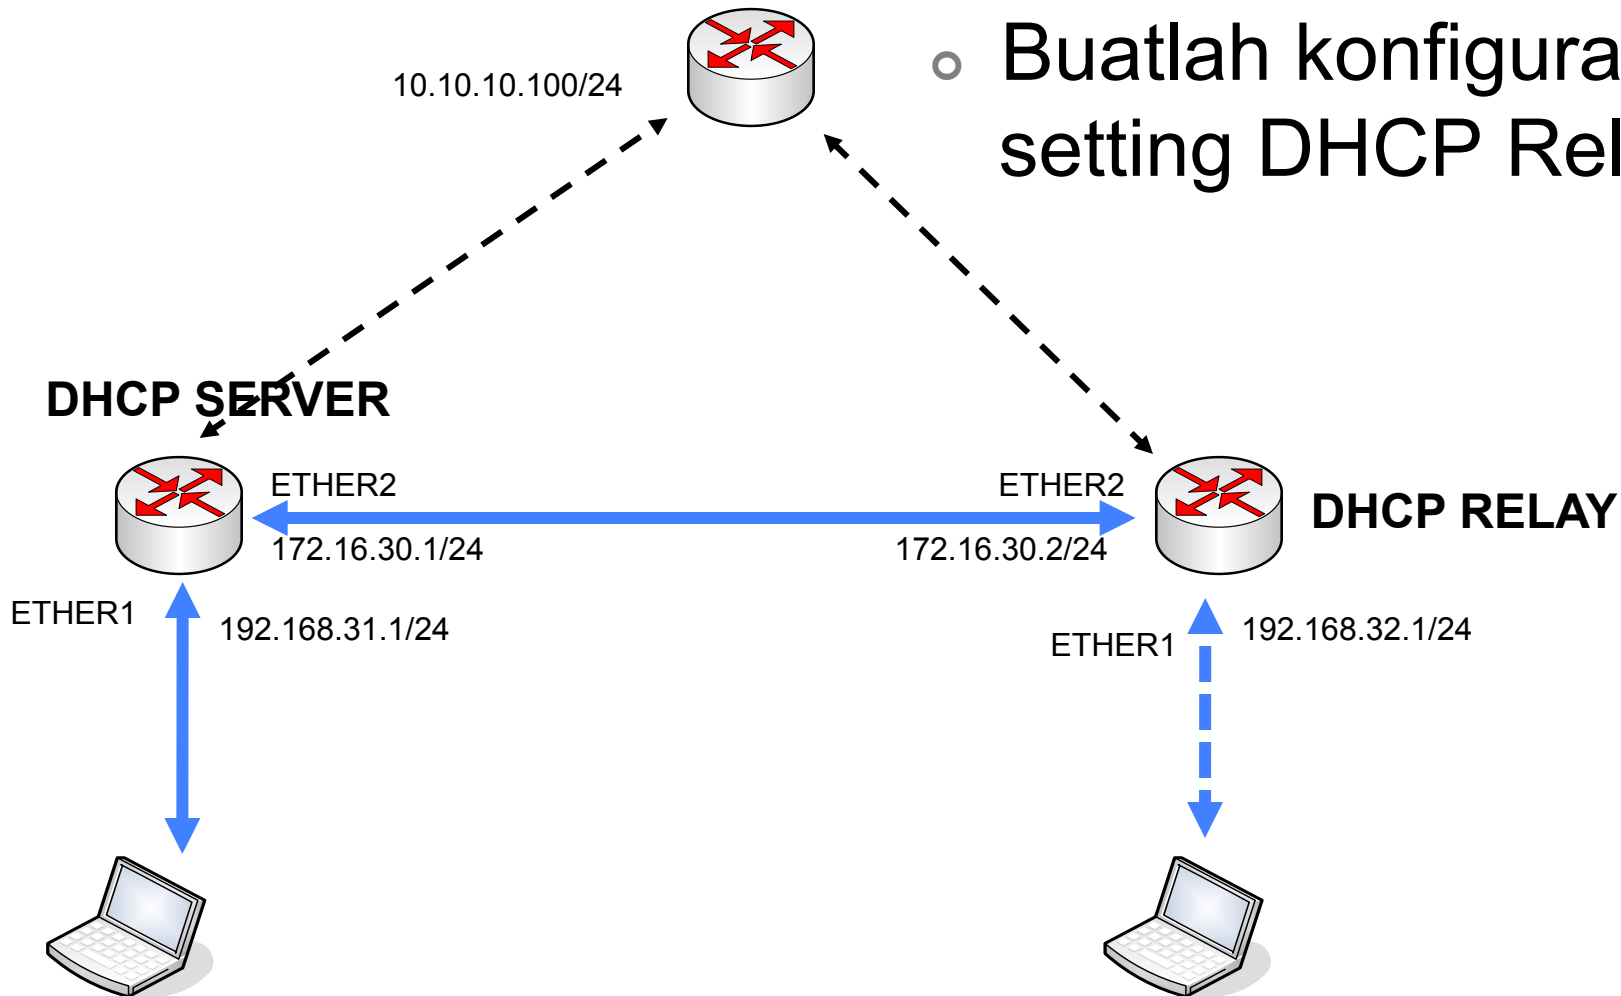 Buatlah konfigura
setting DHCP Rel
10.10.10.100/24
DHCP SERVER
ETHER2
ETHER2
DHCP RELAY
172.16.30.1/24
172.16.30.2/24
ETHER1
192.168.31.1/24
ETHER1
192.168.32.1/24